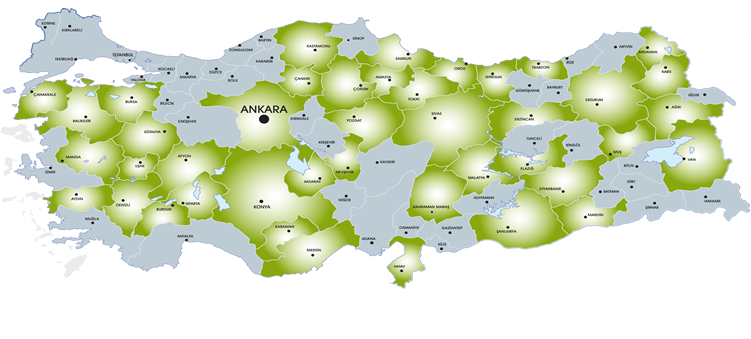 EDİRNE
KIRKLARELİ
TEKİRDAĞ
İSTANBUL
YALOVA
KOCAELİ
SAKARYA
DÜZCE
BOLU
ZONGULDAK
BARTIN
KARABÜK
KASTAMONU
SİNOP
ÇANKIRI
ÇORUM
SAMSUN
AMASYA
TOKAT
ORDU
GİRESUN
TRABZON
RİZE
ARTVİN
ARDAHAN
KARS
IĞDIR
AĞRI
ERZURUM
BAYBURT
GÜMÜŞHANE
ERZİNCAN
SİVAS
YOZGAT
KIRIKKALE
ANKARA
ESKİŞEHİR
BİLECİK
BURSA
BALIKESİR
ÇANAKKALE
KÜTAHYA
MANİSA
İZMİR
UŞAK
AFYON
AYDIN
DENİZLİ
MUĞLA
BURDUR
ISPARTA
ANTALYA
KONYA
KARAMAN
MERSİN
AKSARAY
NİĞDE
NEVŞEHİR
KIRŞEHİR
KAYSERİ
ADANA
OSMANİYE
HATAY
KİLİS
GAZİANTEP
KAHRAMAN MARAŞ
MALATYA
ADIYAMAN
ŞANLIURFA
ELAZIĞ
TUNCELİ
BİNGÖL
MUŞ
BİTLİS
VAN
DİYARBAKIR
BATMAN
SİİRT
MARDİN
ŞIRNAK
HAKKARİ